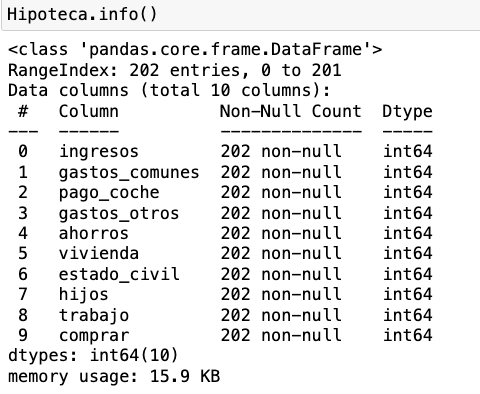 Hipoteca.info()
<class 'pandas.core.frame.DataFrame'>
RangeIndex: 202 entries, 0 to 201
Data columns (total 10 columns):
 #   Column          Non-Null Count  Dtype
---  ------          --------------  -----
 0   ingresos        202 non-null    int64
 1   gastos_comunes  202 non-null    int64
 2   pago_coche      202 non-null    int64
 3   gastos_otros    202 non-null    int64
 4   ahorros         202 non-null    int64
 5   vivienda        202 non-null    int64
 6   estado_civil    202 non-null    int64
 7   hijos           202 non-null    int64
 8   trabajo         202 non-null    int64
 9   comprar         202 non-null    int64
dtypes: int64(10)
memory usage: 15.9 KB